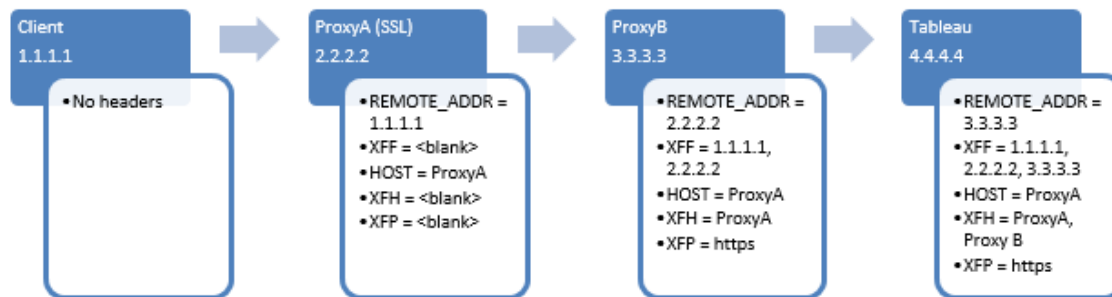 Client
1.1.1.1
•No headers
ProxyA (SSL)
2.2.2.2
•REMOTE_ADDR =
1.1.1.1
•XFF = <blank>
•HOST = ProxyA
•XFH = <blank>
•XFP = <blank>
ProxyB
3.3.3.3
•REMOTE_ADDR =
2.2.2.2
•XFF = 1.1.1.1,
2.2.2.2
•HOST = ProxyA
•XFH = ProxyA
•XFP = https
Tableau
4.4.4.4
•REMOTE_ADDR =
3.3.3.3
•XFF = 1.1.1.1,
2.2.2.2, 3.3.3.3
•HOST = ProxyA
•XFH = ProxyA,
Proxy B
•XFP = https